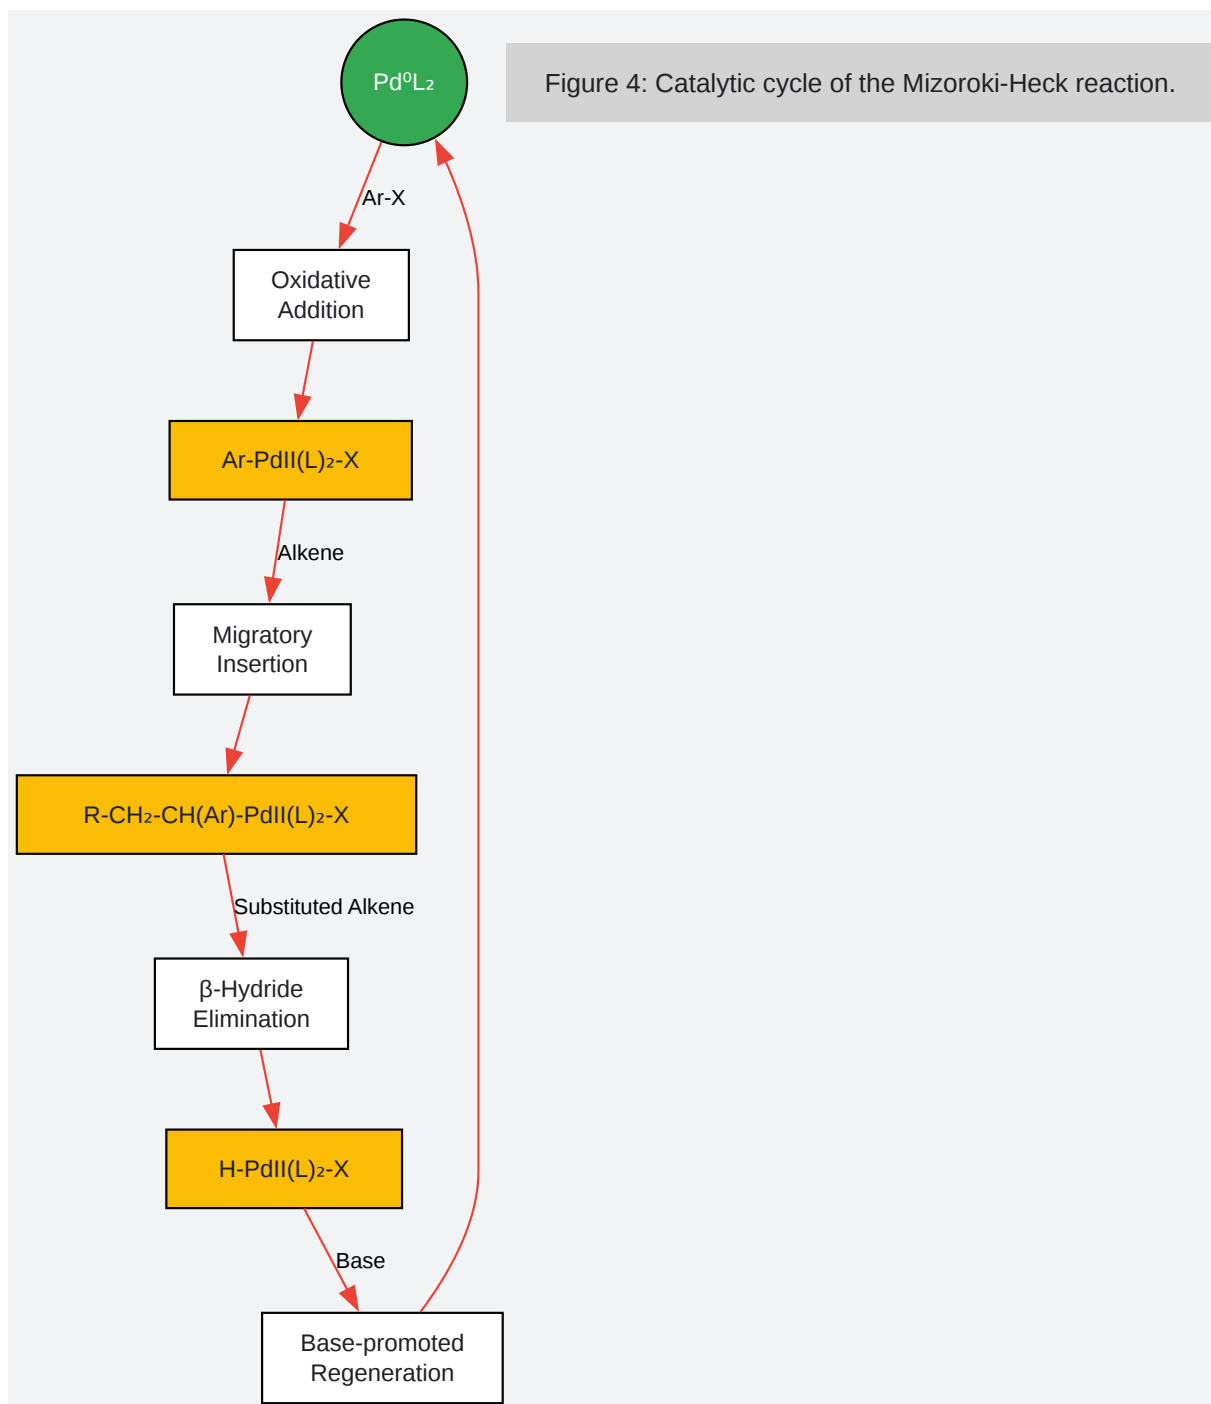 Pd⁰L₂
Figure 4: Catalytic cycle of the Mizoroki-Heck reaction.
Ar-X
Oxidative
Addition
Ar-PdII(L)₂-X
Alkene
Migratory
Insertion
R-CH₂-CH(Ar)-PdII(L)₂-X
Substituted Alkene
β-Hydride
Elimination
H-PdII(L)₂-X
Base
Base-promoted
Regeneration